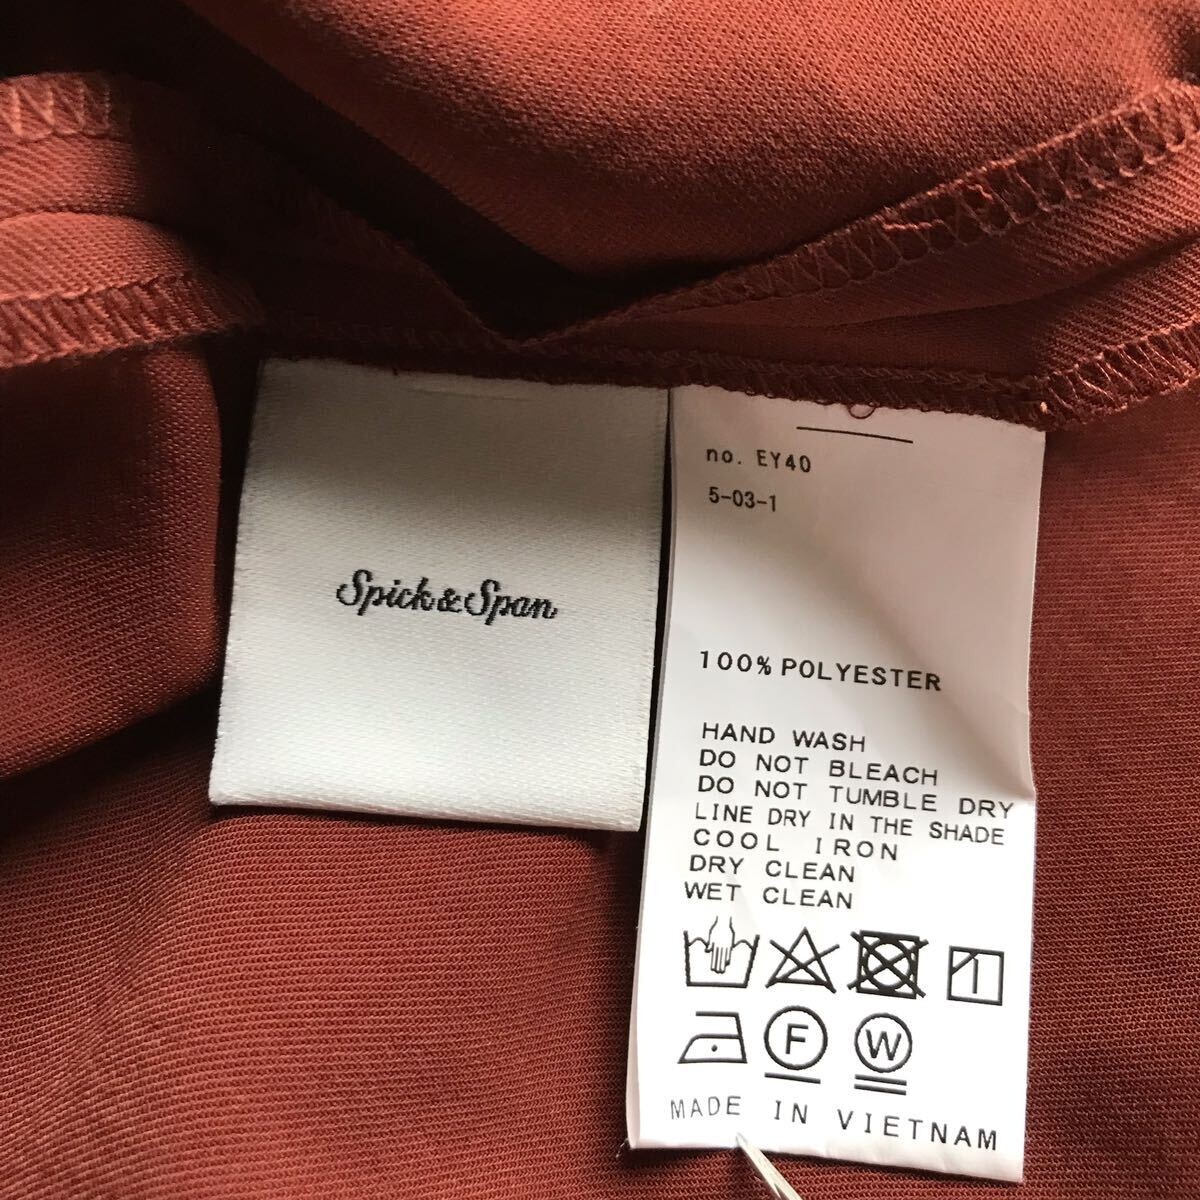 Spick & Span
no. EY40
5-03-1
100% POLYESTER
HAND WASH
DO NOT BLEACH
DO NOT TUMBLE DRY
LINE DRY IN THE SHADE
COOL IRON
DRY CLEAN
WET CLEAN
F W
MADE IN VIETNAM